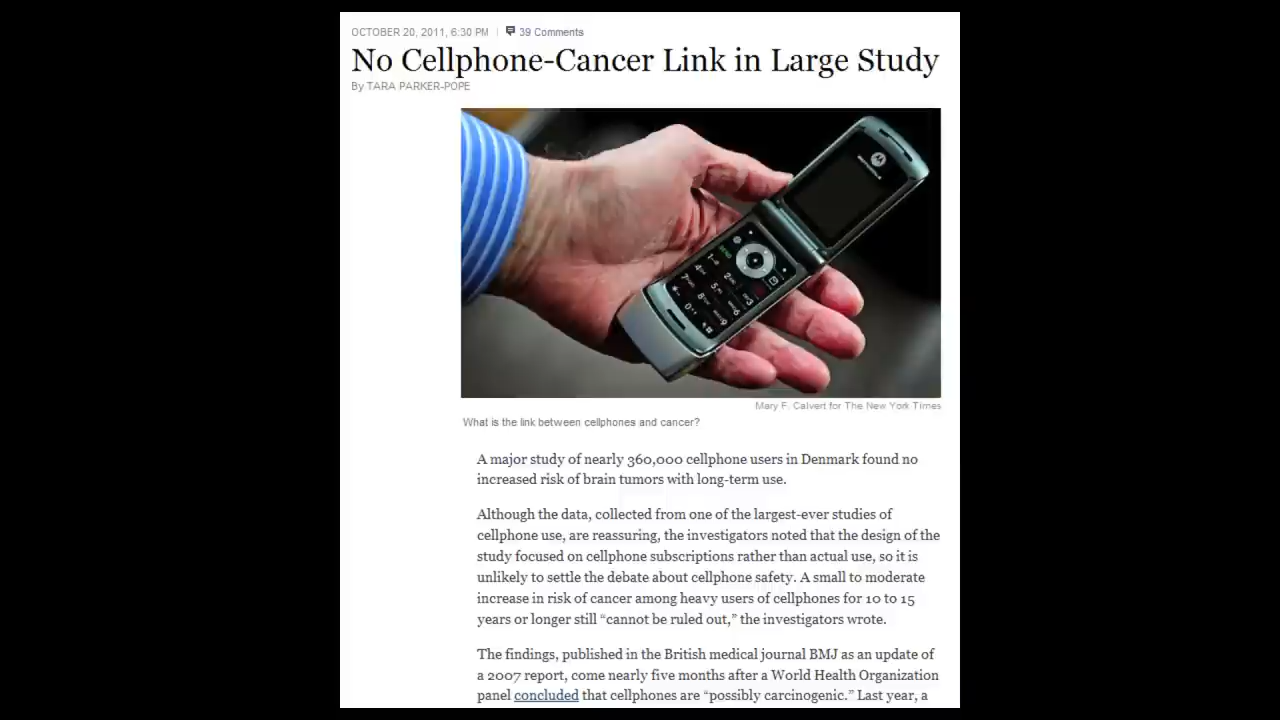 OCTOBER 20, 2011, 6:30 PM | 39 Comments
No Cellphone-Cancer Link in Large Study
By TARA PARKER-POPE
MOTOROLA
Mary F. Calvert for The New York Times
What is the link between cellphones and cancer?
A major study of nearly 360,000 cellphone users in Denmark found no
increased risk of brain tumors with long-term use.
Although the data, collected from one of the largest-ever studies of
cellphone use, are reassuring, the investigators noted that the design of the
study focused on cellphone subscriptions rather than actual use, so it is
unlikely to settle the debate about cellphone safety. A small to moderate
increase in risk of cancer among heavy users of cellphones for 10 to 15
years or longer still “cannot be ruled out,” the investigators wrote.
The findings, published in the British medical journal BMJ as an update of
a 2007 report, come nearly five months after a World Health Organization
panel concluded that cellphones are “possibly carcinogenic.” Last year, a